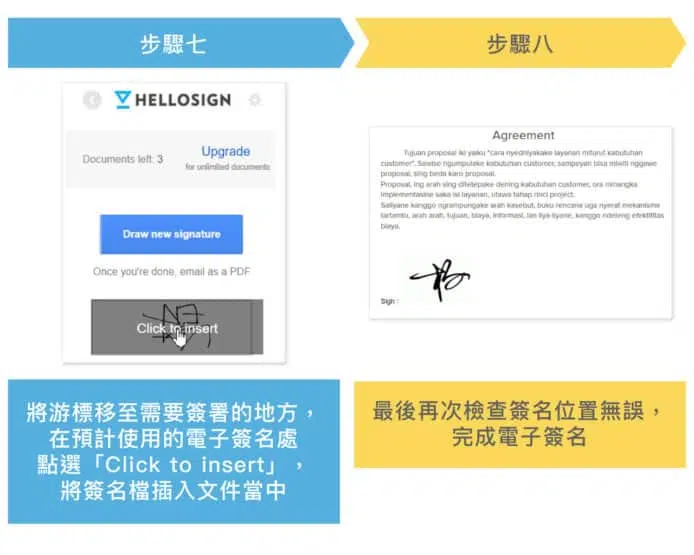 步驟七
HELLOSIGN
Documents left: 3
Upgrade
for unlimited documents
Draw new signature
Once you're done, email as a PDF
Click to insert
將游標移至需要簽署的地方，
在預計使用的電子簽名處
點選「Click to insert」，
將簽名檔插入文件當中
步驟八
Agreement
Tujuan proposal iki yaiku "cara nyedhiyakake layanan miturut kabutuhan
customer". Sawise ngumpulake kabutuhan customer, sampeyan bisa miwiti nggawe
proposal, sing beda karo proposal.
Proposal, ing arah sing ditetepake dening kabutuhan customer, ora minangka
implementasine saka isi layanan, utawa tahap rinci project.
Saliyane kanggo ngrampungake arah kasebut, buku rencana uga nyerat mekanisme
tartamtu, arah arah, tujuan, biaya, informasi, lan liya-liyane, kanggo ndeleng efektifitas
biaya.
Sigh :
最後再次檢查簽名位置無誤，
完成電子簽名